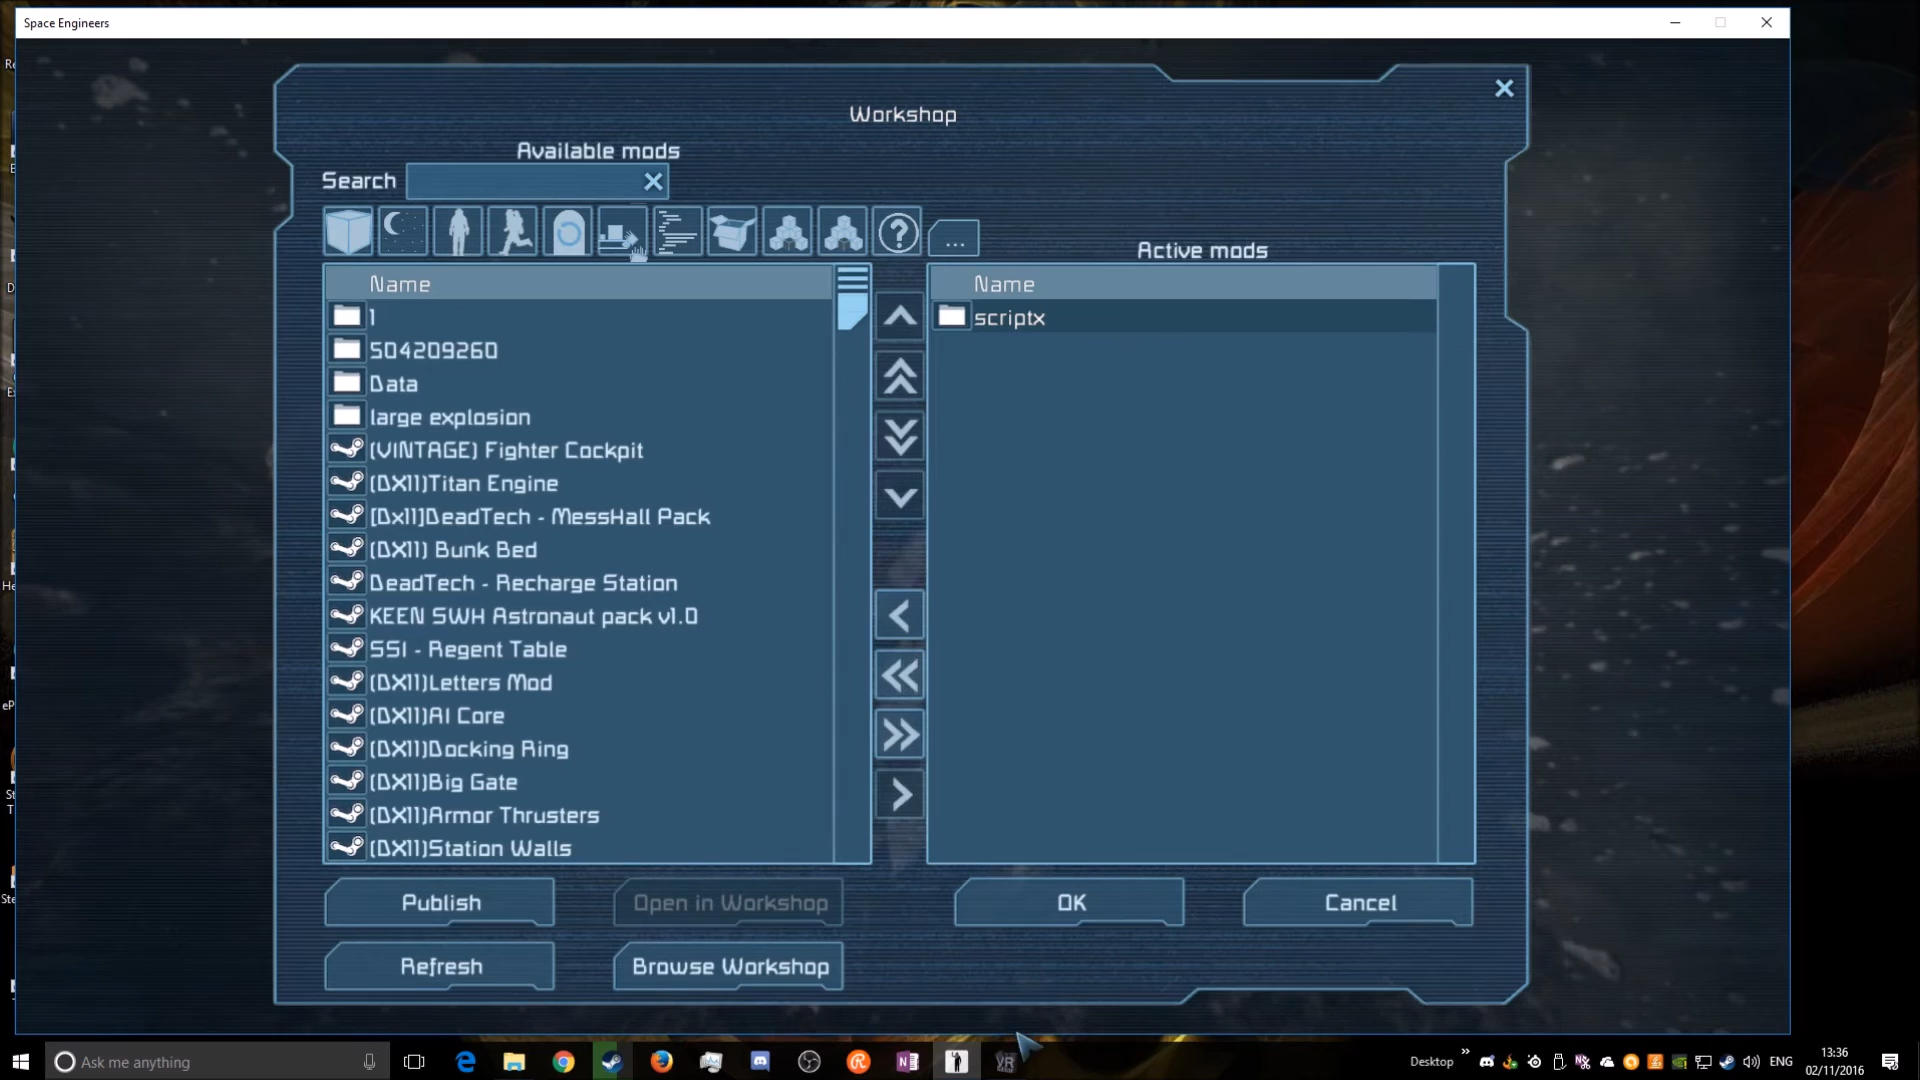 Space Engineers
Workshop
Available mods
Search
...
Active mods
Name
1
504209260
Data
large explosion
(VINTAGE) Fighter Cockpit
(DX11)Titan Engine
[Dx11]DeadTech - MessHall Pack
(DX11) Bunk Bed
DeadTech - Recharge Station
KEEN SWH Astronaut pack v1.0
SSI - Regent Table
(DX11)Letters Mod
(DX11)AI Core
(DX11)Docking Ring
(DX11)Big Gate
(DX11)Armor Thrusters
(DX11)Station Walls
Name
scriptx
Publish
Open in Workshop
OK
Cancel
Refresh
Browse Workshop
Ask me anything
Desktop
ENG
13:36
02/11/2016